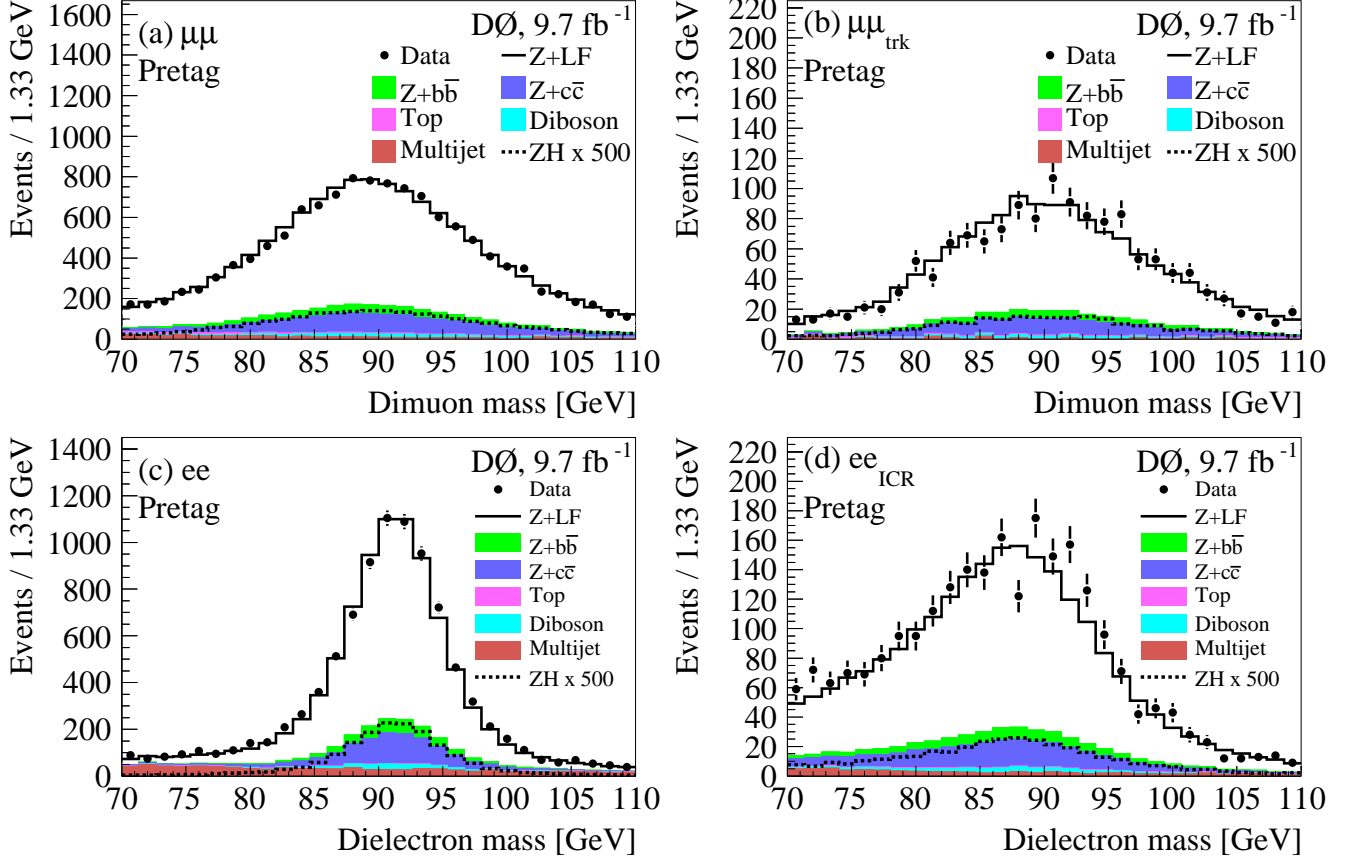 (a) μμ
Pretag
DØ, 9.7 fb⁻¹
Data
Z+LF
Z+bb̅
Z+cc̅
Top
Diboson
Multijet
ZH x 500
Events / 1.33 GeV
0
200
400
600
800
1000
1200
1400
1600
70 75 80 85 90 95 100 105 110
Dimuon mass [GeV]
(b) μμtrk
Pretag
DØ, 9.7 fb⁻¹
Data
Z+LF
Z+bb̅
Z+cc̅
Top
Diboson
Multijet
ZH x 500
Events / 1.33 GeV
0
20
40
60
80
100
120
140
160
180
200
220
70 75 80 85 90 95 100 105 110
Dimuon mass [GeV]
(c) ee
Pretag
DØ, 9.7 fb⁻¹
Data
Z+LF
Z+bb̅
Z+cc̅
Top
Diboson
Multijet
ZH x 500
Events / 1.33 GeV
0
200
400
600
800
1000
1200
1400
70 75 80 85 90 95 100 105 110
Dielectron mass [GeV]
(d) eeICR
Pretag
DØ, 9.7 fb⁻¹
Data
Z+LF
Z+bb̅
Z+cc̅
Top
Diboson
Multijet
ZH x 500
Events / 1.33 GeV
0
20
40
60
80
100
120
140
160
180
200
220
70 75 80 85 90 95 100 105 110
Dielectron mass [GeV]